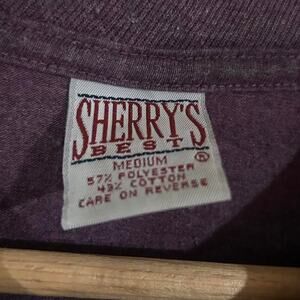 SHERRY'S
BEST
®
MEDIUM
57% POLYESTER
43% COTTON
CARE ON REVERSE